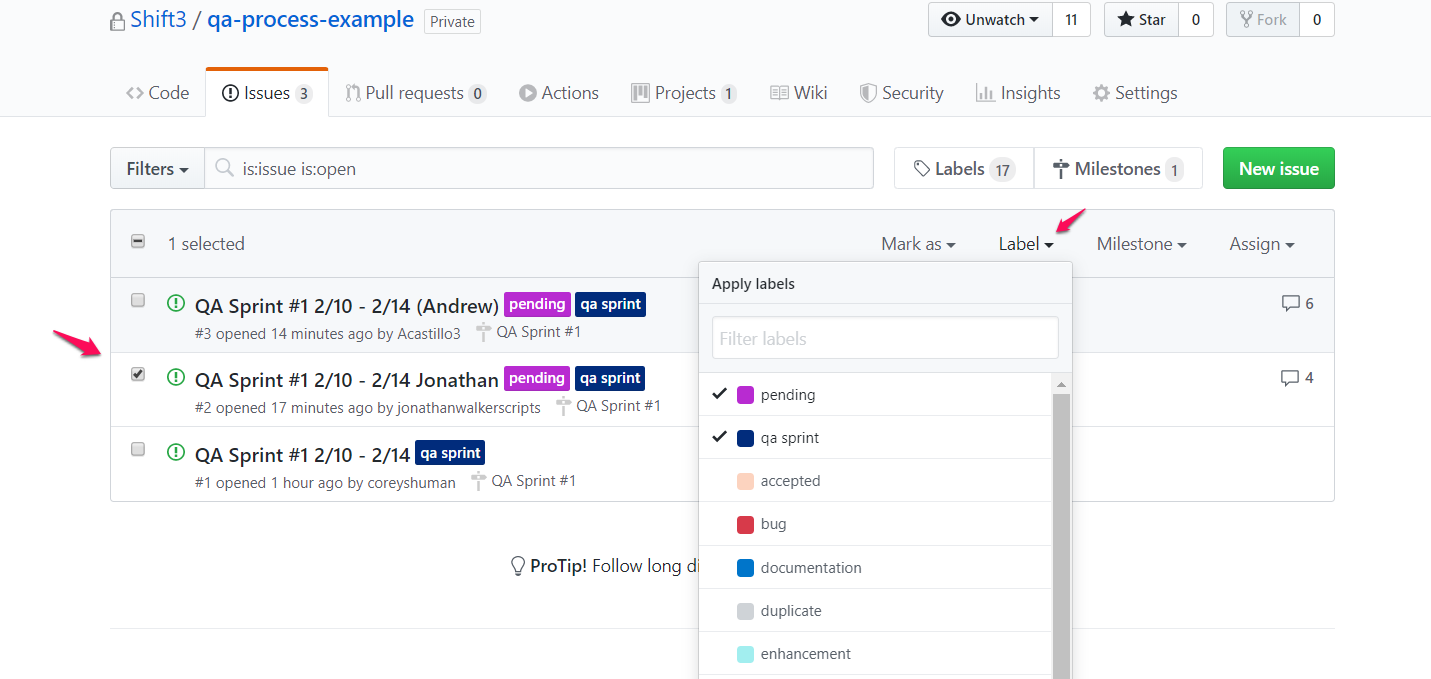 Shift3 / qa-process-example Private Unwatch 11 Star 0 Fork 0
Code Issues 3 Pull requests 0 Actions Projects 1 Wiki Security Insights Settings
Filters is:issue is:open Labels 17 Milestones 1 New issue
1 selected Mark as Label Milestone Assign
Apply labels
Filter labels
pending
qa sprint
accepted
bug
documentation
duplicate
enhancement
QA Sprint #1 2/10 - 2/14 (Andrew) pending qa sprint 6
#3 opened 14 minutes ago by Acastillo3 QA Sprint #1
QA Sprint #1 2/10 - 2/14 Jonathan pending qa sprint 4
#2 opened 17 minutes ago by jonathanwalkerscripts QA Sprint #1
QA Sprint #1 2/10 - 2/14 qa sprint
#1 opened 1 hour ago by coreyshuman QA Sprint #1
ProTip! Follow long di